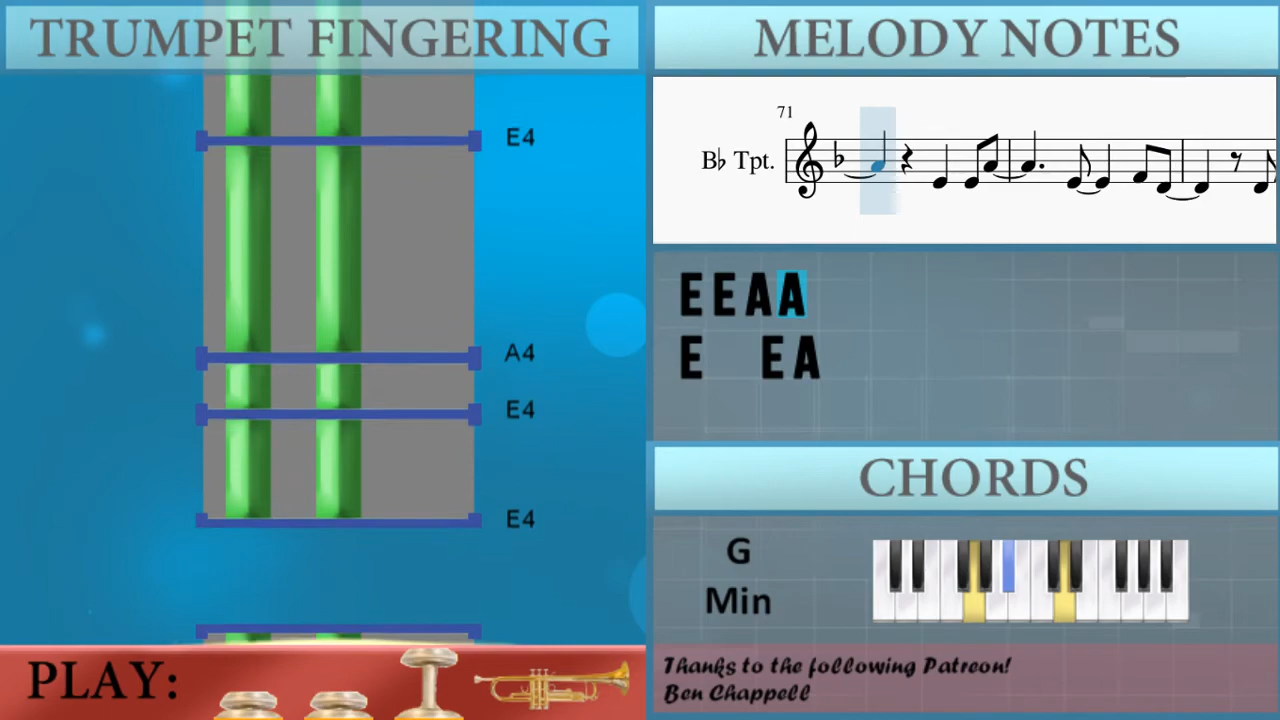 TRUMPET FINGERING
E4
A4
E4
E4
PLAY:
MELODY NOTES
71
B♭ Tpt.
E E A A
E E A
CHORDS
G
Min
Thanks to the following Patreon!
Ben Chappell